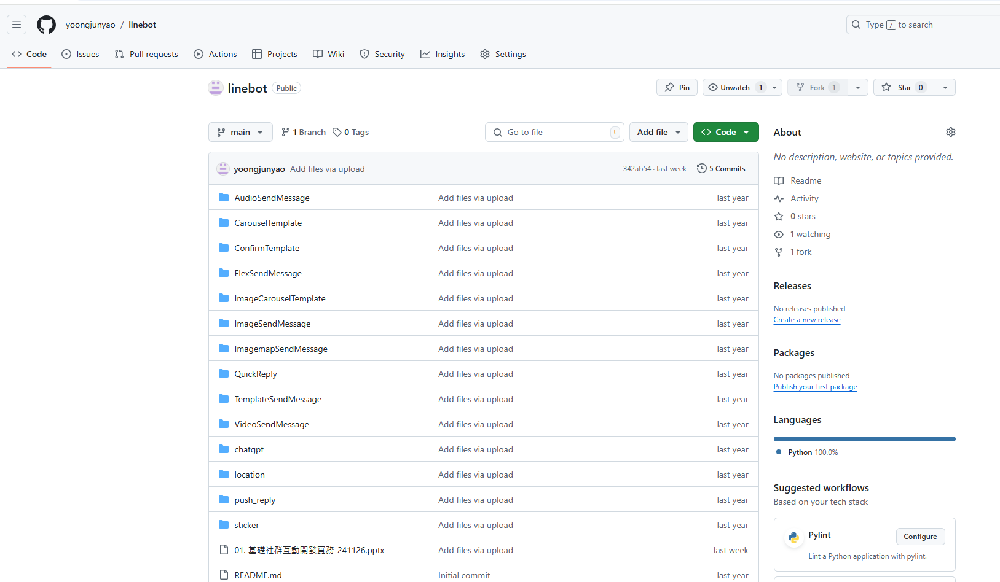 yoongjunyao / linebot
Type / to search
Code Issues Pull requests Actions Projects Wiki Security Insights Settings
linebot Public
Pin Unwatch 1 Fork 1 Star 0
main 1 Branch 0 Tags Go to file t Add file Code
yoongjunyao Add files via upload 342ab54 · last week 5 Commits
AudioSendMessage Add files via upload last year
CarouselTemplate Add files via upload last year
ConfirmTemplate Add files via upload last year
FlexSendMessage Add files via upload last year
ImageCarouselTemplate Add files via upload last year
ImageSendMessage Add files via upload last year
ImagemapSendMessage Add files via upload last year
QuickReply Add files via upload last year
TemplateSendMessage Add files via upload last year
VideoSendMessage Add files via upload last year
chatgpt Add files via upload last year
location Add files via upload last year
push_reply Add files via upload last year
sticker Add files via upload last year
01. 基礎社群互動開發實務-241126.pptx Add files via upload last week
README.md Initial commit last year
About
No description, website, or topics provided.
Readme
Activity
0 stars
1 watching
1 fork
Releases
No releases published
Create a new release
Packages
No packages published
Publish your first package
Languages
Python 100.0%
Suggested workflows
Based on your tech stack
Pylint Configure
Lint a Python application with pylint.